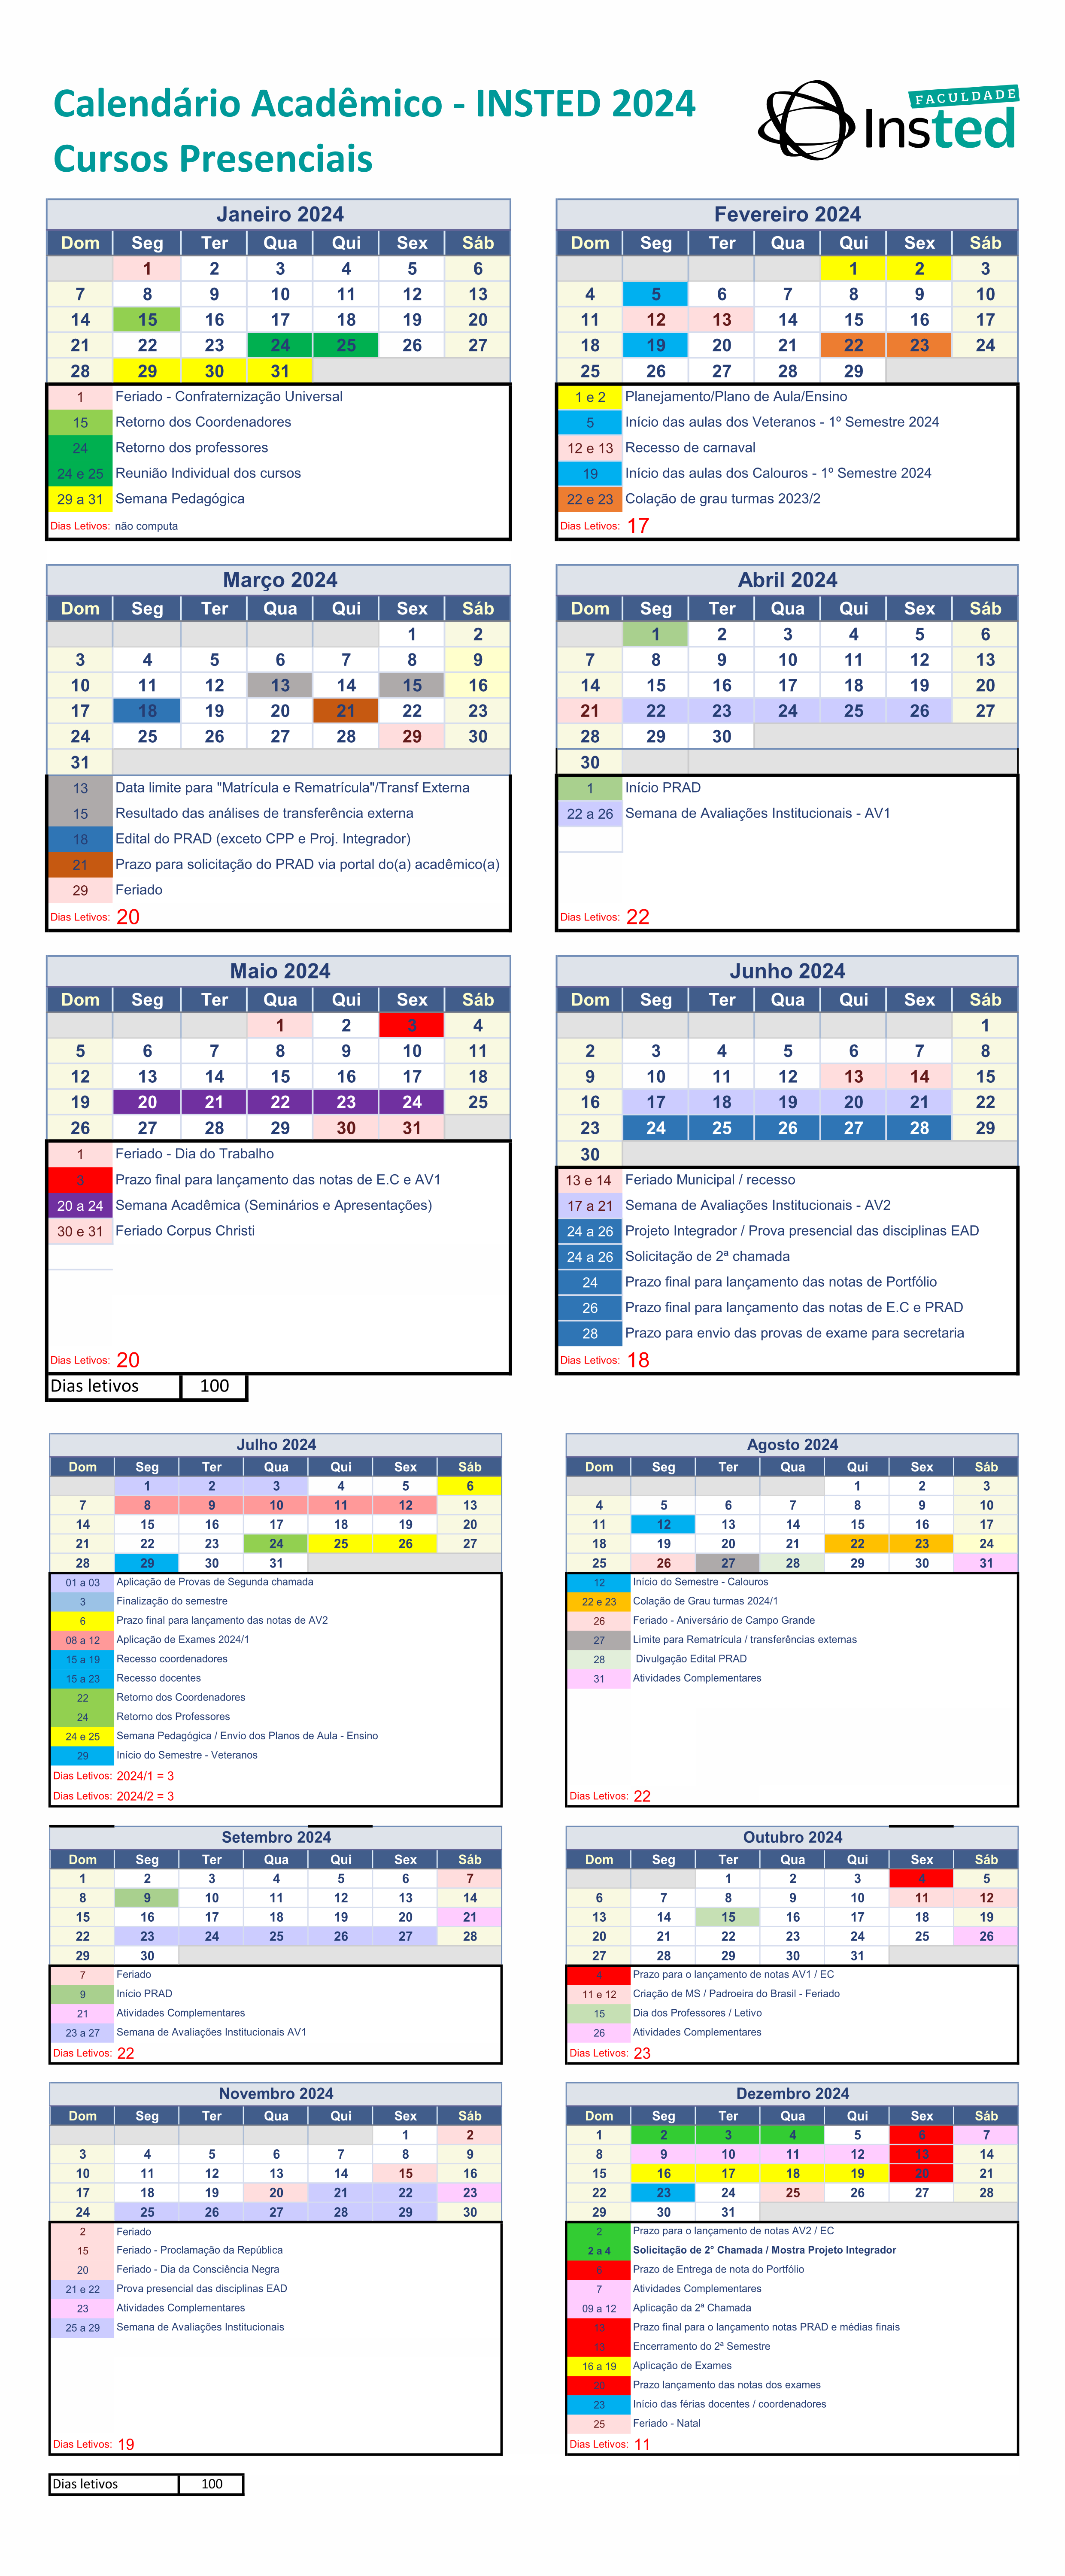 Calendário Acadêmico - INSTED 2024
Cursos Presenciais
FACULDADE
Insted
Janeiro 2024
Dom Seg Ter Qua Qui Sex Sáb
1 2 3 4 5 6
7 8 9 10 11 12 13
14 15 16 17 18 19 20
21 22 23 24 25 26 27
28 29 30 31
1 Feriado - Confraternização Universal
15 Retorno dos Coordenadores
24 Retorno dos professores
24 e 25 Reunião Individual dos cursos
29 a 31 Semana Pedagógica
Dias Letivos: não computa
Fevereiro 2024
Dom Seg Ter Qua Qui Sex Sáb
1 2 3
4 5 6 7 8 9 10
11 12 13 14 15 16 17
18 19 20 21 22 23 24
25 26 27 28 29
1 e 2 Planejamento/Plano de Aula/Ensino
5 Início das aulas dos Veteranos - 1º Semestre 2024
12 e 13 Recesso de carnaval
19 Início das aulas dos Calouros - 1º Semestre 2024
22 e 23 Colação de grau turmas 2023/2
Dias Letivos: 17
Março 2024
Dom Seg Ter Qua Qui Sex Sáb
1 2
3 4 5 6 7 8 9
10 11 12 13 14 15 16
17 18 19 20 21 22 23
24 25 26 27 28 29 30
31
13 Data limite para "Matrícula e Rematrícula"/Transf Externa
15 Resultado das análises de transferência externa
18 Edital do PRAD (exceto CPP e Proj. Integrador)
21 Prazo para solicitação do PRAD via portal do(a) acadêmico(a)
29 Feriado
Dias Letivos: 20
Abril 2024
Dom Seg Ter Qua Qui Sex Sáb
1 2 3 4 5 6
7 8 9 10 11 12 13
14 15 16 17 18 19 20
21 22 23 24 25 26 27
28 29 30
30
1 Início PRAD
22 a 26 Semana de Avaliações Institucionais - AV1
Dias Letivos: 22
Maio 2024
Dom Seg Ter Qua Qui Sex Sáb
1 2 3 4
5 6 7 8 9 10 11
12 13 14 15 16 17 18
19 20 21 22 23 24 25
26 27 28 29 30 31
1 Feriado - Dia do Trabalho
3 Prazo final para lançamento das notas de E.C e AV1
20 a 24 Semana Acadêmica (Seminários e Apresentações)
30 e 31 Feriado Corpus Christi
Dias Letivos: 20
Dias letivos 100
Junho 2024
Dom Seg Ter Qua Qui Sex Sáb
1
2 3 4 5 6 7 8
9 10 11 12 13 14 15
16 17 18 19 20 21 22
23 24 25 26 27 28 29
30
13 e 14 Feriado Municipal / recesso
17 a 21 Semana de Avaliações Institucionais - AV2
24 a 26 Projeto Integrador / Prova presencial das disciplinas EAD
24 a 26 Solicitação de 2ª chamada
24 Prazo final para lançamento das notas de Portfólio
26 Prazo final para lançamento das notas de E.C e PRAD
28 Prazo para envio das provas de exame para secretaria
Dias Letivos: 18
Julho 2024
Dom Seg Ter Qua Qui Sex Sáb
1 2 3 4 5 6
7 8 9 10 11 12 13
14 15 16 17 18 19 20
21 22 23 24 25 26 27
28 29 30 31
01 a 03 Aplicação de Provas de Segunda chamada
3 Finalização do semestre
6 Prazo final para lançamento das notas de AV2
08 a 12 Aplicação de Exames 2024/1
15 a 19 Recesso coordenadores
15 a 23 Recesso docentes
22 Retorno dos Coordenadores
24 Retorno dos Professores
24 e 25 Semana Pedagógica / Envio dos Planos de Aula - Ensino
29 Início do Semestre - Veteranos
Dias Letivos: 2024/1 = 3
Dias Letivos: 2024/2 = 3
Agosto 2024
Dom Seg Ter Qua Qui Sex Sáb
1 2 3
4 5 6 7 8 9 10
11 12 13 14 15 16 17
18 19 20 21 22 23 24
25 26 27 28 29 30 31
12 Início do Semestre - Calouros
22 e 23 Colação de Grau turmas 2024/1
26 Feriado - Aniversário de Campo Grande
27 Limite para Rematrícula / transferências externas
28 Divulgação Edital PRAD
31 Atividades Complementares
Dias Letivos: 22
Setembro 2024
Dom Seg Ter Qua Qui Sex Sáb
1 2 3 4 5 6 7
8 9 10 11 12 13 14
15 16 17 18 19 20 21
22 23 24 25 26 27 28
29 30
7 Feriado
9 Início PRAD
21 Atividades Complementares
23 a 27 Semana de Avaliações Institucionais AV1
Dias Letivos: 22
Outubro 2024
Dom Seg Ter Qua Qui Sex Sáb
1 2 3 4 5
6 7 8 9 10 11 12
13 14 15 16 17 18 19
20 21 22 23 24 25 26
27 28 29 30 31
4 Prazo para o lançamento de notas AV1 / EC
11 e 12 Criação de MS / Padroeira do Brasil - Feriado
15 Dia dos Professores / Letivo
26 Atividades Complementares
Dias Letivos: 23
Novembro 2024
Dom Seg Ter Qua Qui Sex Sáb
1 2
3 4 5 6 7 8 9
10 11 12 13 14 15 16
17 18 19 20 21 22 23
24 25 26 27 28 29 30
2 Feriado
15 Feriado - Proclamação da República
20 Feriado - Dia da Consciência Negra
21 e 22 Prova presencial das disciplinas EAD
23 Atividades Complementares
25 a 29 Semana de Avaliações Institucionais
Dias Letivos: 19
Dezembro 2024
Dom Seg Ter Qua Qui Sex Sáb
1 2 3 4 5 6 7
8 9 10 11 12 13 14
15 16 17 18 19 20 21
22 23 24 25 26 27 28
29 30 31
2 Prazo para o lançamento de notas AV2 / EC
2 a 4 Solicitação de 2° Chamada / Mostra Projeto Integrador
Prazo de Entrega de nota do Portfólio
7 Atividades Complementares
09 a 12 Aplicação da 2ª Chamada
13 Prazo final para o lançamento notas PRAD e médias finais
13 Encerramento do 2ª Semestre
16 a 19 Aplicação de Exames
20 Prazo lançamento das notas dos exames
23 Início das férias docentes / coordenadores
25 Feriado - Natal
Dias Letivos: 11
Dias letivos 100